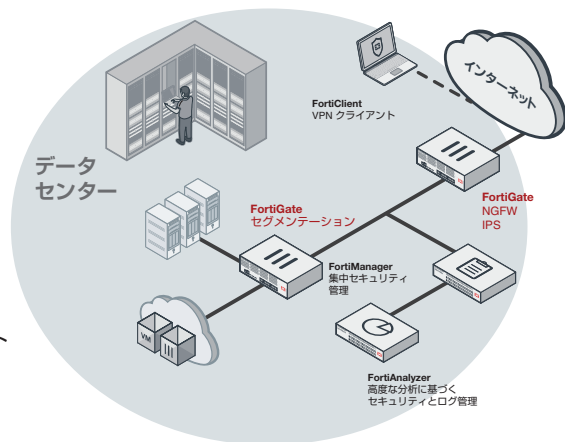 インターネット
FortiClient
VPN クライアント
データ
センター
FortiGate
NGFW
IPS
FortiGate
セグメンテーション
FortiManager
集中セキュリティ
管理
VM
FortiAnalyzer
高度な分析に基づく
セキュリティとログ管理